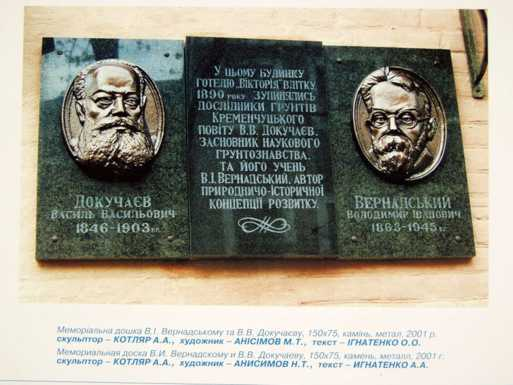 У ЦЬОМУ БУДИНКУ
ГОТЕЛЮ „ВІКТОРІЯ" ВЛІТКУ
1890 РОКУ ЗУПИНЯЛИСЬ
ДОСЛІДНИКИ ҐРУНТІВ
КРЕМЕНЧУЦЬКОГО
ПОВІТУ В.В. ДОКУЧАЄВ.
ЗАСНОВНИК НАУКОВОГО
ҐРУНТОЗНАВСТВА.
ТА ЙОГО УЧЕНЬ
В.І.ВЕРНАДСЬКИЙ. АВТОР
ПРИРОДНИЧО-ІСТОРИЧНОЇ
КОНЦЕПЦІЇ РОЗВИТКУ.
ДОКУЧАЄВ
ВАСИЛЬ ВАСИЛЬОВИЧ
1846-1903 рр.
ВЕРНАДСЬКИЙ
ВОЛОДИМИР ІВАНОВИЧ
1863-1945 рр.
Меморіальна дошка В.І. Вернадському та В.В. Докучаєву, 150х75, камінь, метал, 2001 р.
скульптор – КОТЛЯР А.А., художник – АНІСІМОВ М.Т., текст – ІГНАТЕНКО О.О.
Мемориальная доска В.И. Вернадскому и В.В. Докучаеву, 150х75, камень, металл, 2001 г.
скульптор – КОТЛЯР А.А., художник – АНИСИМОВ Н.Т., текст – ИГНАТЕНКО А.А.